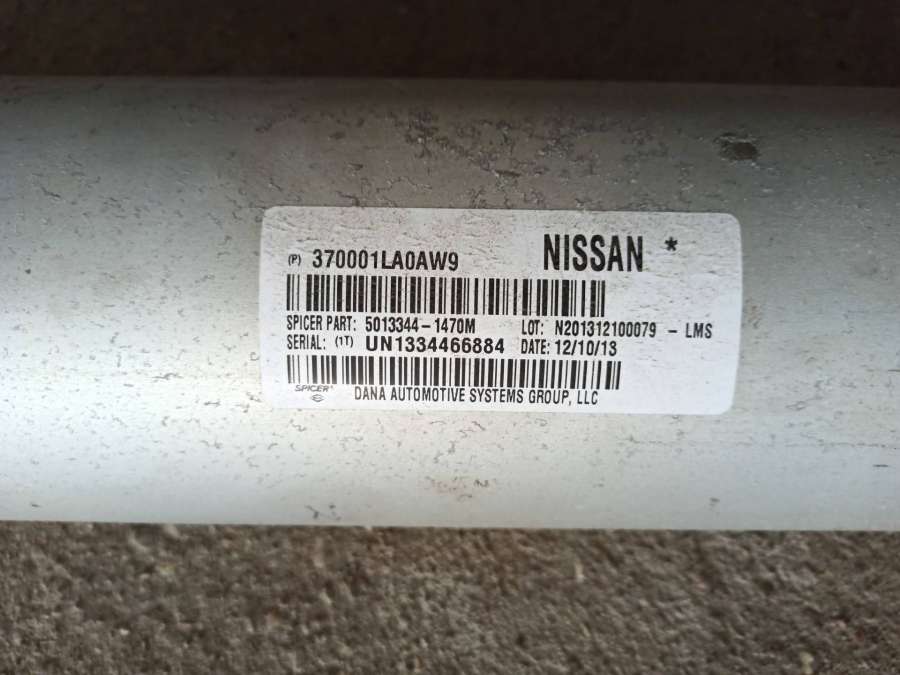 (P) 370001LA0AW9 NISSAN *
SPICER PART: 5013344-1470M LOT: N201312100079 - LMS
SERIAL: (1T) UN1334466884 DATE: 12/10/13
SPICER® DANA AUTOMOTIVE SYSTEMS GROUP, LLC